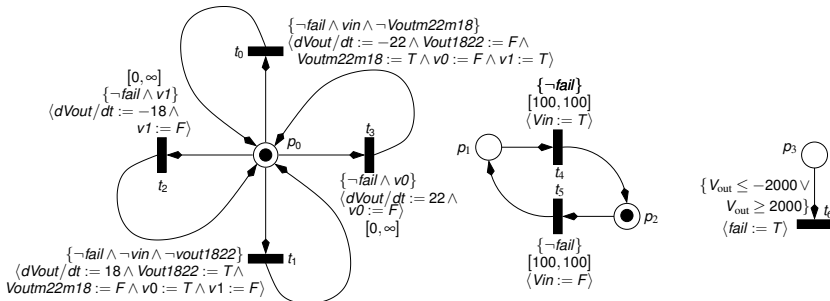 {¬fail ∧ vin ∧ ¬Voutm22m18}
⟨dVout/dt := −22 ∧ Vout1822 := F∧
Voutm22m18 := T ∧ v0 := F ∧ v1 := T⟩
t0
[0, ∞]
{¬fail ∧ v1}
⟨dVout/dt := −18 ∧
v1 := F⟩
t2
p0
t3
{¬fail ∧ v0}
⟨dVout/dt := 22 ∧
v0 := F⟩
[0, ∞]
{¬fail ∧ ¬vin ∧ ¬vout1822}
⟨dVout/dt := 18 ∧ Vout1822 := T∧
Voutm22m18 := F ∧ v0 := T ∧ v1 := F⟩
t1
{¬fail}
[100, 100]
⟨Vin := T⟩
p1
t4
t5
p2
{¬fail}
[100, 100]
⟨Vin := F⟩
p3
{Vout ≤ −2000 ∨
Vout ≥ 2000}
⟨fail := T⟩
t6